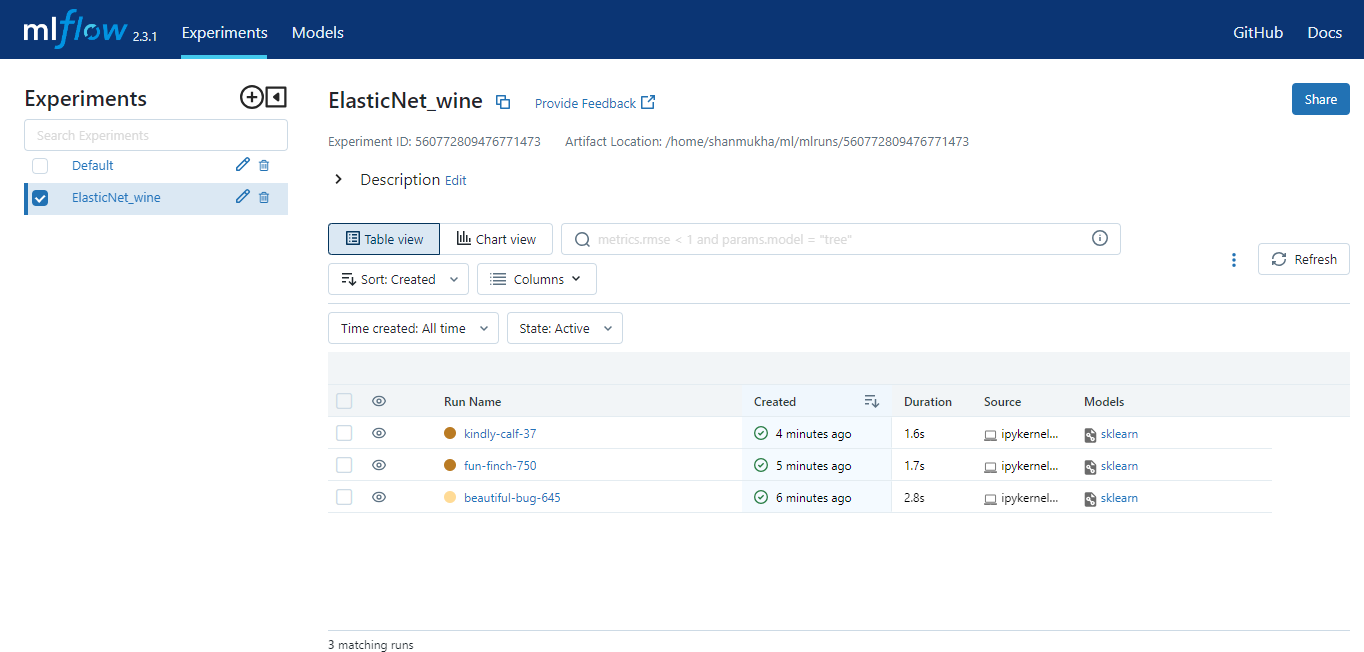 mlflow 2.3.1 Experiments Models GitHub Docs
Experiments
Search Experiments
Default
ElasticNet_wine
ElasticNet_wine Provide Feedback Share
Experiment ID: 560772809476771473 Artifact Location: /home/shanmukha/ml/mlruns/560772809476771473
Description Edit
Table view Chart view metrics.rmse < 1 and params.model = "tree"
Refresh
Sort: Created Columns
Time created: All time State: Active
Run Name Created Duration Source Models
kindly-calf-37 4 minutes ago 1.6s ipykernel... sklearn
fun-finch-750 5 minutes ago 1.7s ipykernel... sklearn
beautiful-bug-645 6 minutes ago 2.8s ipykernel... sklearn
3 matching runs